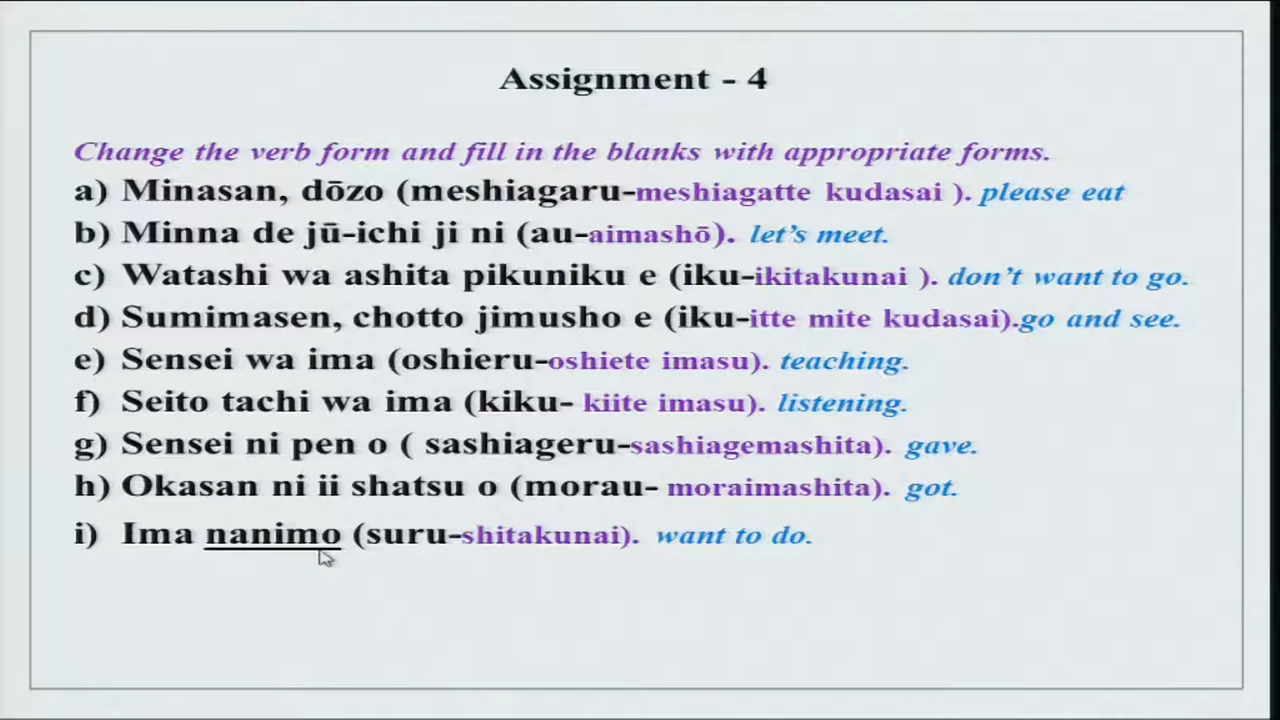 Assignment - 4
Change the verb form and fill in the blanks with appropriate forms.
a) Minasan, dōzo (meshiagaru-meshiagatte kudasai ). please eat
b) Minna de jū-ichi ji ni (au-aimashō). let's meet.
c) Watashi wa ashita pikuniku e (iku-ikitakunai ). don't want to go.
d) Sumimasen, chotto jimusho e (iku-itte mite kudasai).go and see.
e) Sensei wa ima (oshieru-oshiete imasu). teaching.
f) Seito tachi wa ima (kiku- kiite imasu). listening.
g) Sensei ni pen o ( sashiageru-sashiagemashita). gave.
h) Okasan ni ii shatsu o (morau- moraimashita). got.
i) Ima nanimo (suru-shitakunai). want to do.